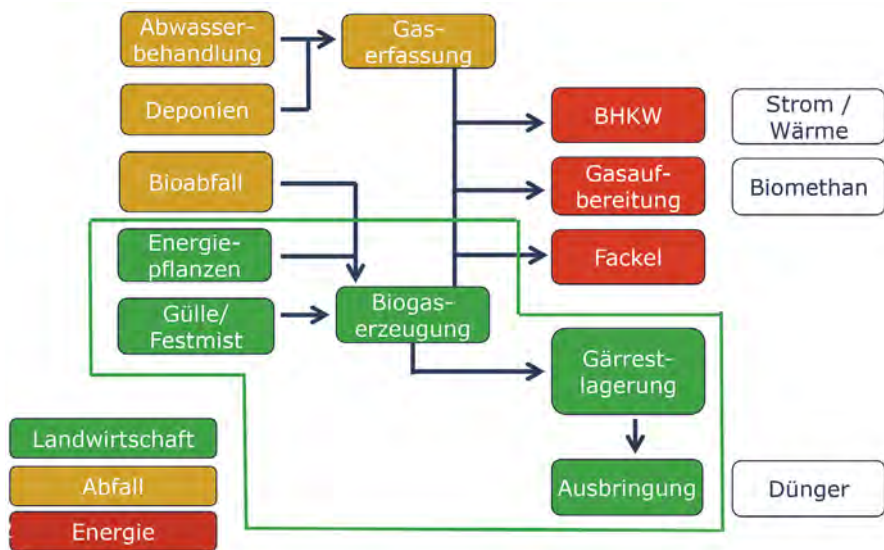 Abwasser-
behandlung
Gas-
erfassung
Deponien
BHKW
Strom /
Wärme
Bioabfall
Gasauf-
bereitung
Biomethan
Energie-
pflanzen
Fackel
Gülle/
Festmist
Biogas-
erzeugung
Gärrest-
lagerung
Landwirtschaft
Abfall
Ausbringung
Dünger
Energie